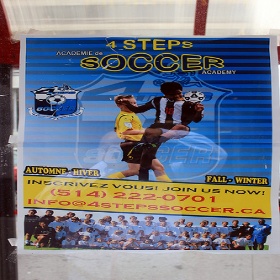 4 STEPS
ACADEMIE de
SOCCER
ACADEMY
AUTOMNE - HIVER
FALL - WINTER
INSCRIVEZ VOUS! JOIN US NOW!
(514) 222-0701
INFO@4STEPSSOCCER.CA